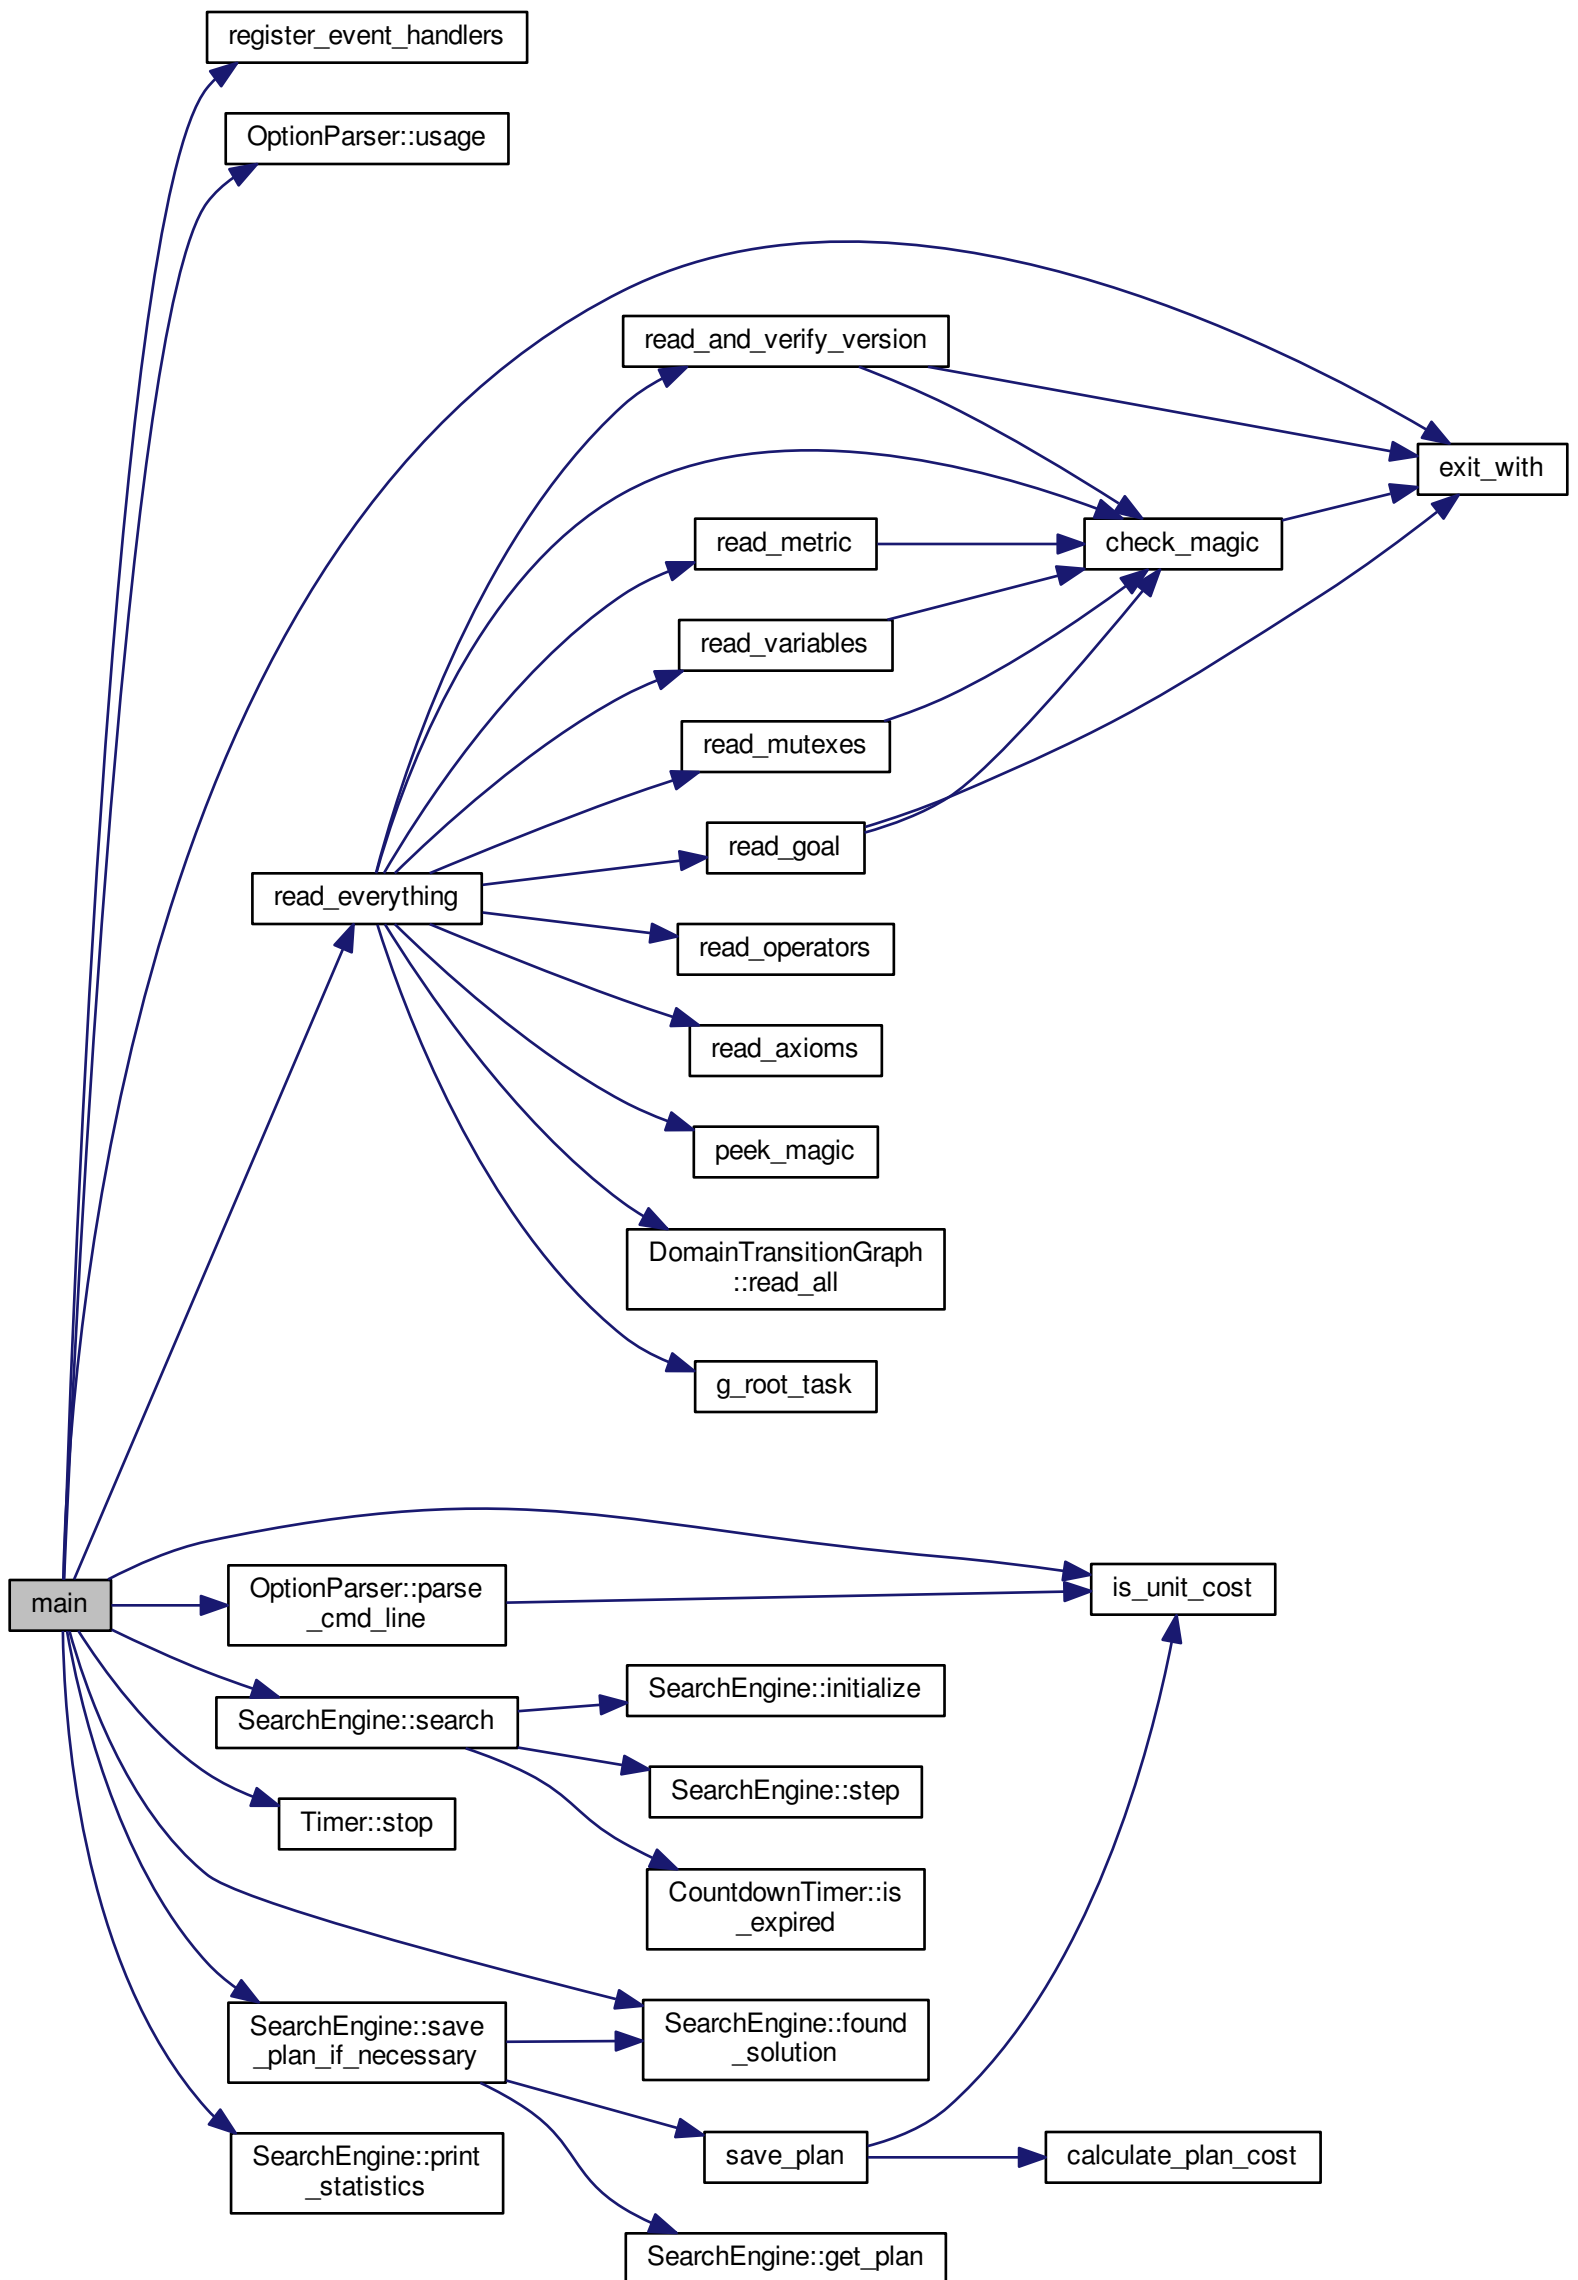 register_event_handlers
OptionParser::usage
read_and_verify_version
exit_with
read_metric
check_magic
read_variables
read_mutexes
read_goal
read_everything
read_operators
read_axioms
peek_magic
DomainTransitionGraph
::read_all
g_root_task
main
OptionParser::parse
_cmd_line
is_unit_cost
SearchEngine::initialize
SearchEngine::search
SearchEngine::step
Timer::stop
CountdownTimer::is
_expired
SearchEngine::save
_plan_if_necessary
SearchEngine::found
_solution
SearchEngine::print
_statistics
save_plan
calculate_plan_cost
SearchEngine::get_plan